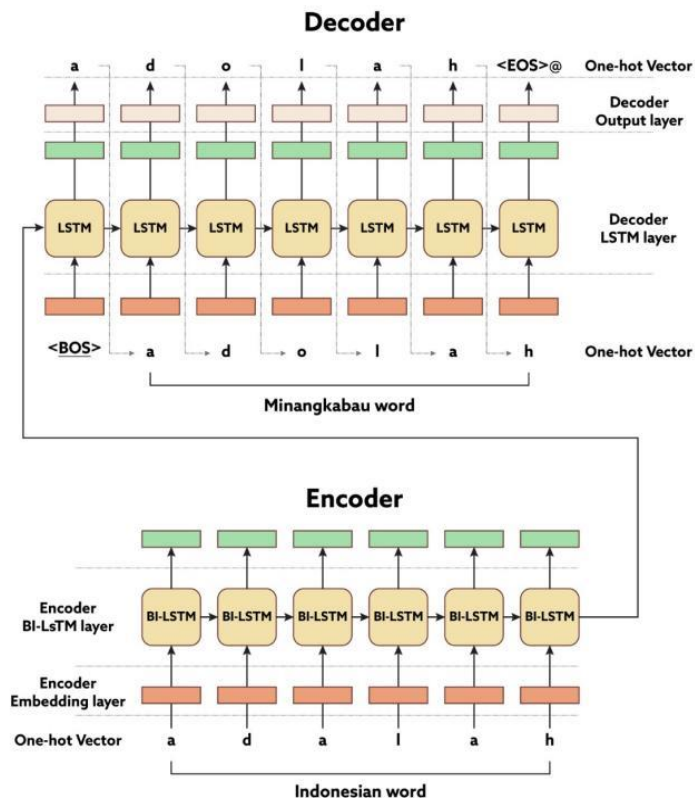 Decoder
a d o l a h <EOS>@ One-hot Vector
Decoder
Output layer
LSTM LSTM LSTM LSTM LSTM LSTM LSTM
Decoder
LSTM layer
<BOS> a d o l a h One-hot Vector
Minangkabau word
Encoder
Encoder
BI-LsTM layer
BI-LSTM BI-LSTM BI-LSTM BI-LSTM BI-LSTM BI-LSTM
Encoder
Embedding layer
One-hot Vector a d a l a h
Indonesian word